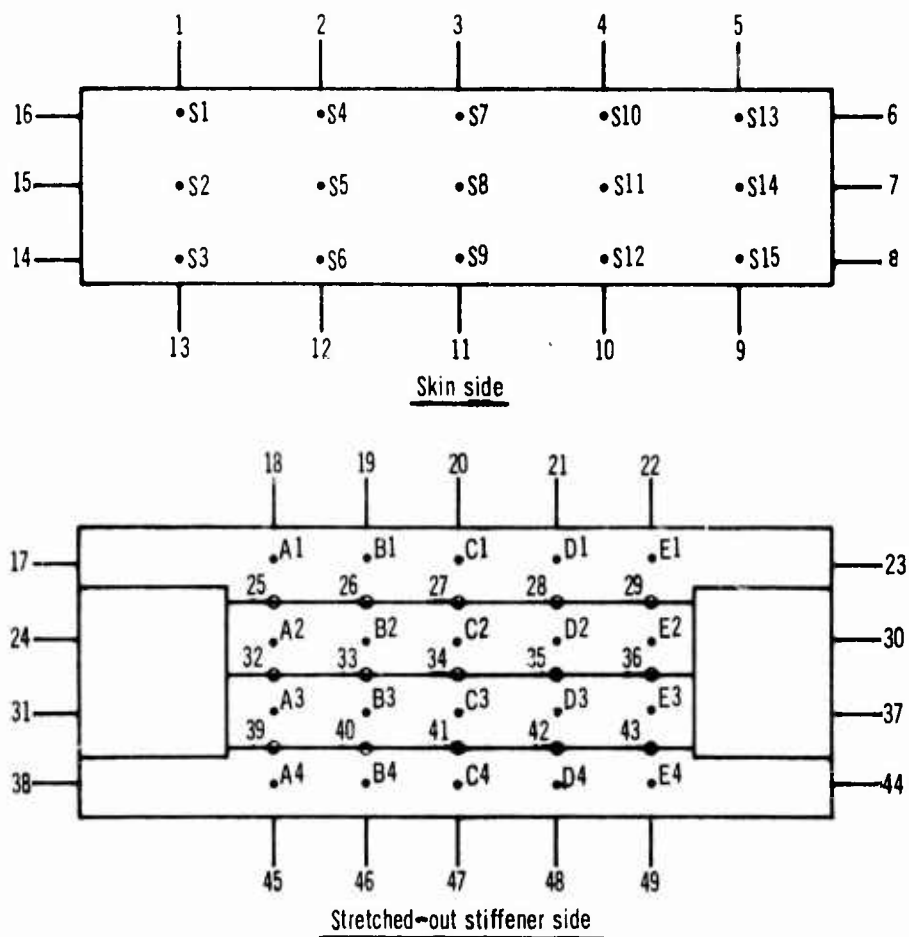 1 2 3 4 5
16 S1 S4 S7 S10 S13 6
15 S2 S5 S8 S11 S14 7
14 S3 S6 S9 S12 S15 8
13 12 11 10 9
Skin side
18 19 20 21 22
17 A1 B1 C1 D1 E1 23
25 26 27 28 29
24 A2 B2 C2 D2 E2 30
32 33 34 35 36
31 A3 B3 C3 D3 E3 37
39 40 41 42 43
38 A4 B4 C4 D4 E4 44
45 46 47 48 49
Stretched-out stiffener side